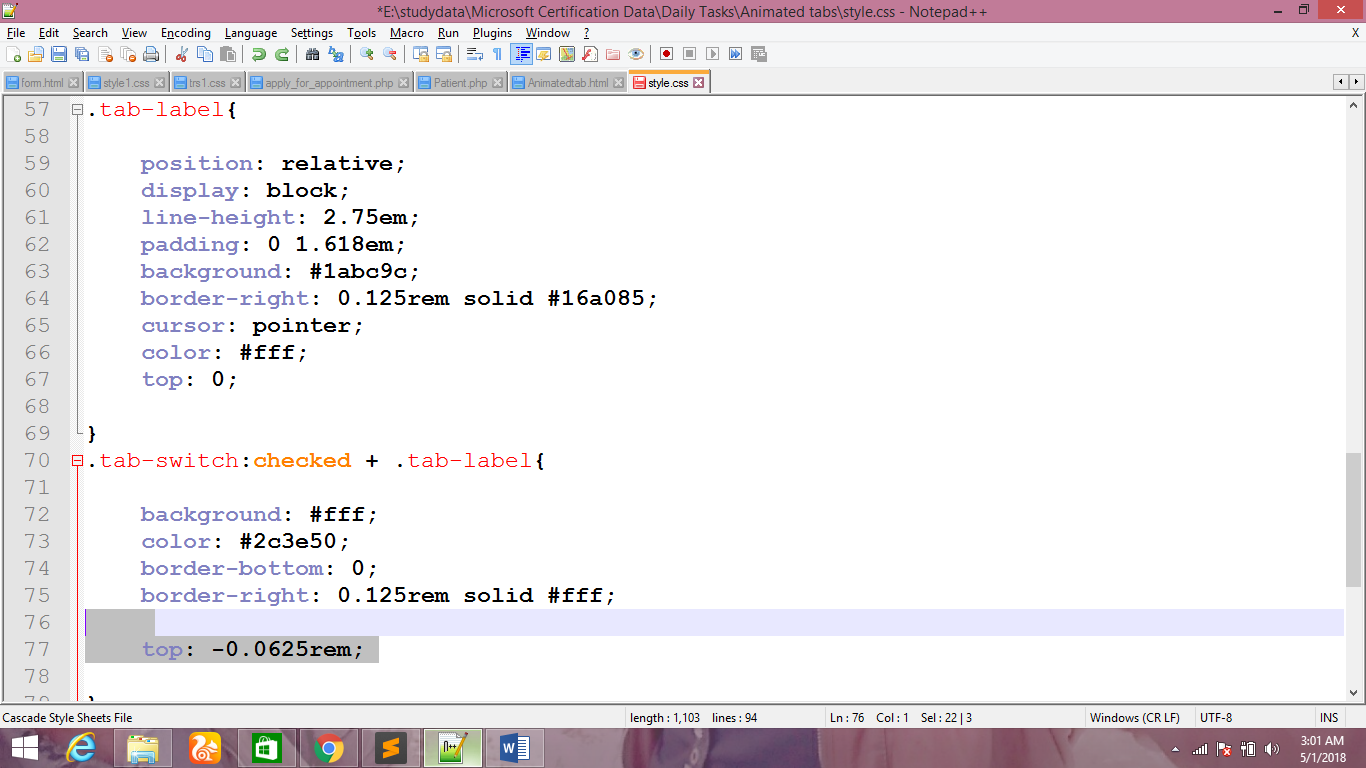 *E:\studydata\Microsoft Certification Data\Daily Tasks\Animated tabs\style.css - Notepad++
File Edit Search View Encoding Language Settings Tools Macro Run Plugins Window ? X
form.html style1.css trs1.css apply_for_appointment.php Patient.php Animatedtab.html style.css
57 .tab-label{
58
59 position: relative;
60 display: block;
61 line-height: 2.75em;
62 padding: 0 1.618em;
63 background: #1abc9c;
64 border-right: 0.125rem solid #16a085;
65 cursor: pointer;
66 color: #fff;
67 top: 0;
68
69 }
70 .tab-switch:checked + .tab-label{
71
72 background: #fff;
73 color: #2c3e50;
74 border-bottom: 0;
75 border-right: 0.125rem solid #fff;
76
77 top: -0.0625rem;
78
Cascade Style Sheets File length : 1,103 lines : 94 Ln : 76 Col : 1 Sel : 22 | 3 Windows (CR LF) UTF-8 INS
3:01 AM
5/1/2018